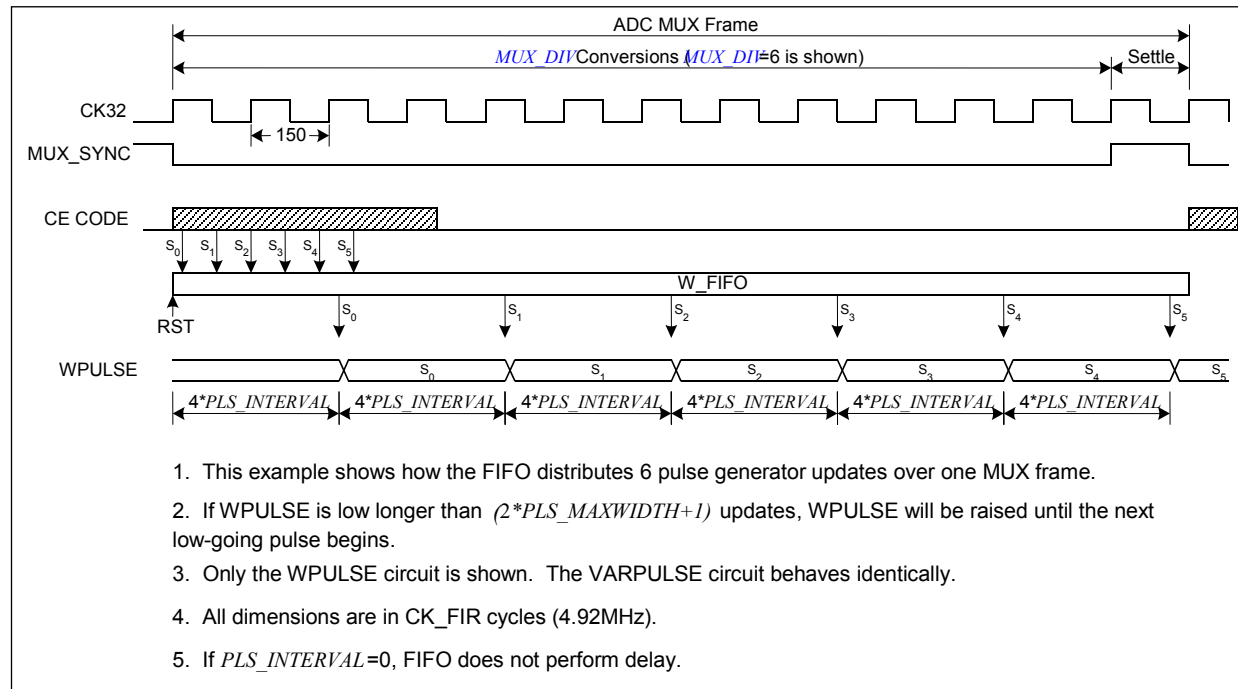 ADC MUX Frame
MUX_DIV Conversions (MUX_DIV=6 is shown)
Settle
CK32
150
MUX_SYNC
CE CODE
S0 S1 S2 S3 S4 S5
W_FIFO
RST
S0 S1 S2 S3 S4 S5
WPULSE
S0 S1 S2 S3 S4 S5
4*PLS_INTERVAL 4*PLS_INTERVAL 4*PLS_INTERVAL 4*PLS_INTERVAL 4*PLS_INTERVAL 4*PLS_INTERVAL
1. This example shows how the FIFO distributes 6 pulse generator updates over one MUX frame.
2. If WPULSE is low longer than (2*PLS_MAXWIDTH+1) updates, WPULSE will be raised until the next
low-going pulse begins.
3. Only the WPULSE circuit is shown. The VARPULSE circuit behaves identically.
4. All dimensions are in CK_FIR cycles (4.92MHz).
5. If PLS_INTERVAL=0, FIFO does not perform delay.